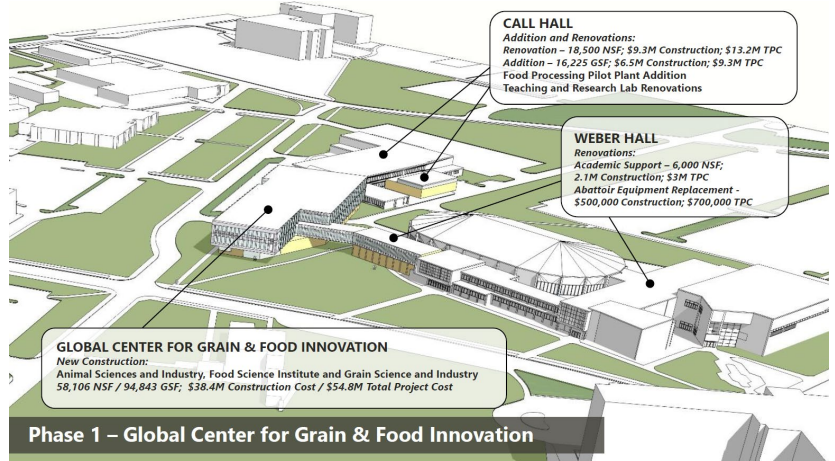 CALL HALL
Addition and Renovations:
Renovation – 18,500 NSF; $9.3M Construction; $13.2M TPC
Addition – 16,225 GSF; $6.5M Construction; $9.3M TPC
Food Processing Pilot Plant Addition
Teaching and Research Lab Renovations
WEBER HALL
Renovations:
Academic Support – 6,000 NSF;
2.1M Construction; $3M TPC
Abattoir Equipment Replacement -
$500,000 Construction; $700,000 TPC
GLOBAL CENTER FOR GRAIN & FOOD INNOVATION
New Construction:
Animal Sciences and Industry, Food Science Institute and Grain Science and Industry
58,106 NSF / 94,843 GSF; $38.4M Construction Cost / $54.8M Total Project Cost
Phase 1 – Global Center for Grain & Food Innovation